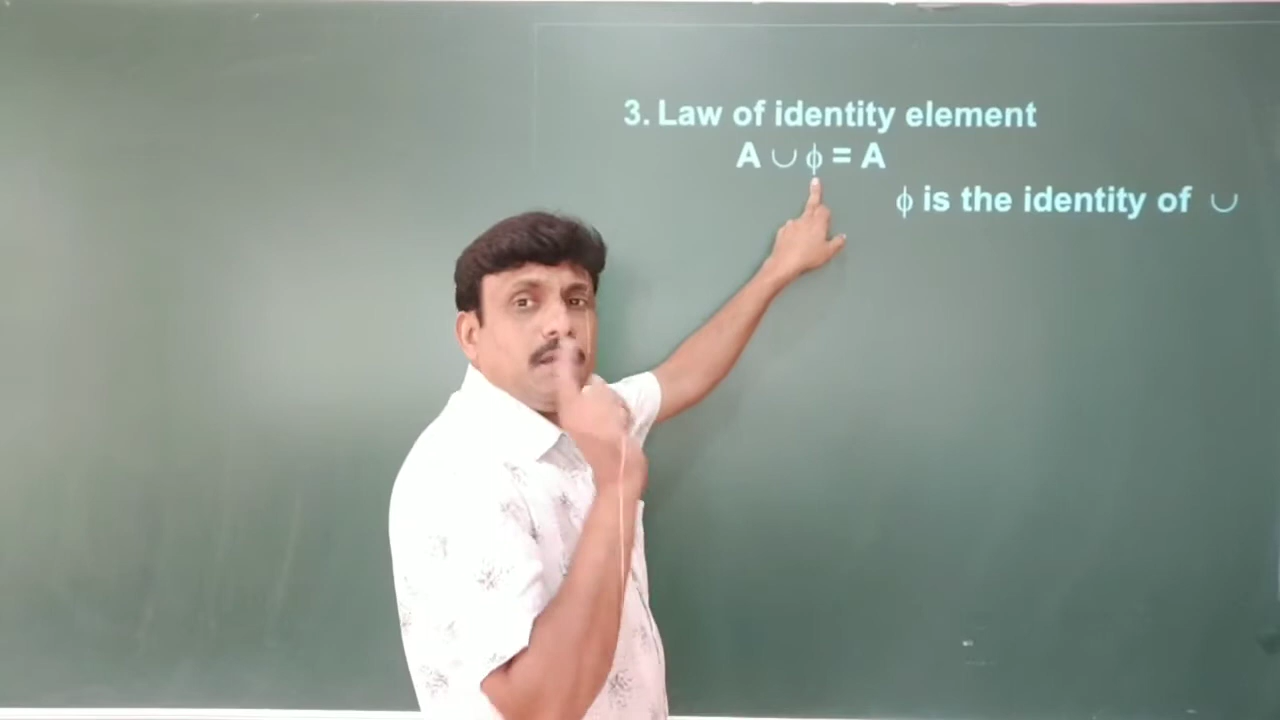 3. Law of identity element
A ∪ ϕ = A
ϕ is the identity of ∪